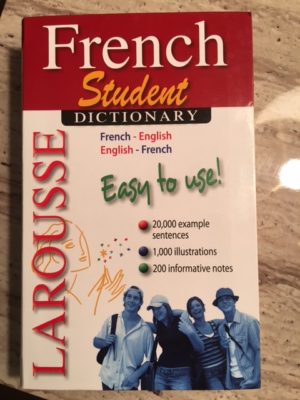 French
Student
DICTIONARY
French - English
English - French
Easy to use!
20,000 example
sentences
1,000 illustrations
200 informative notes
LAROUSSE